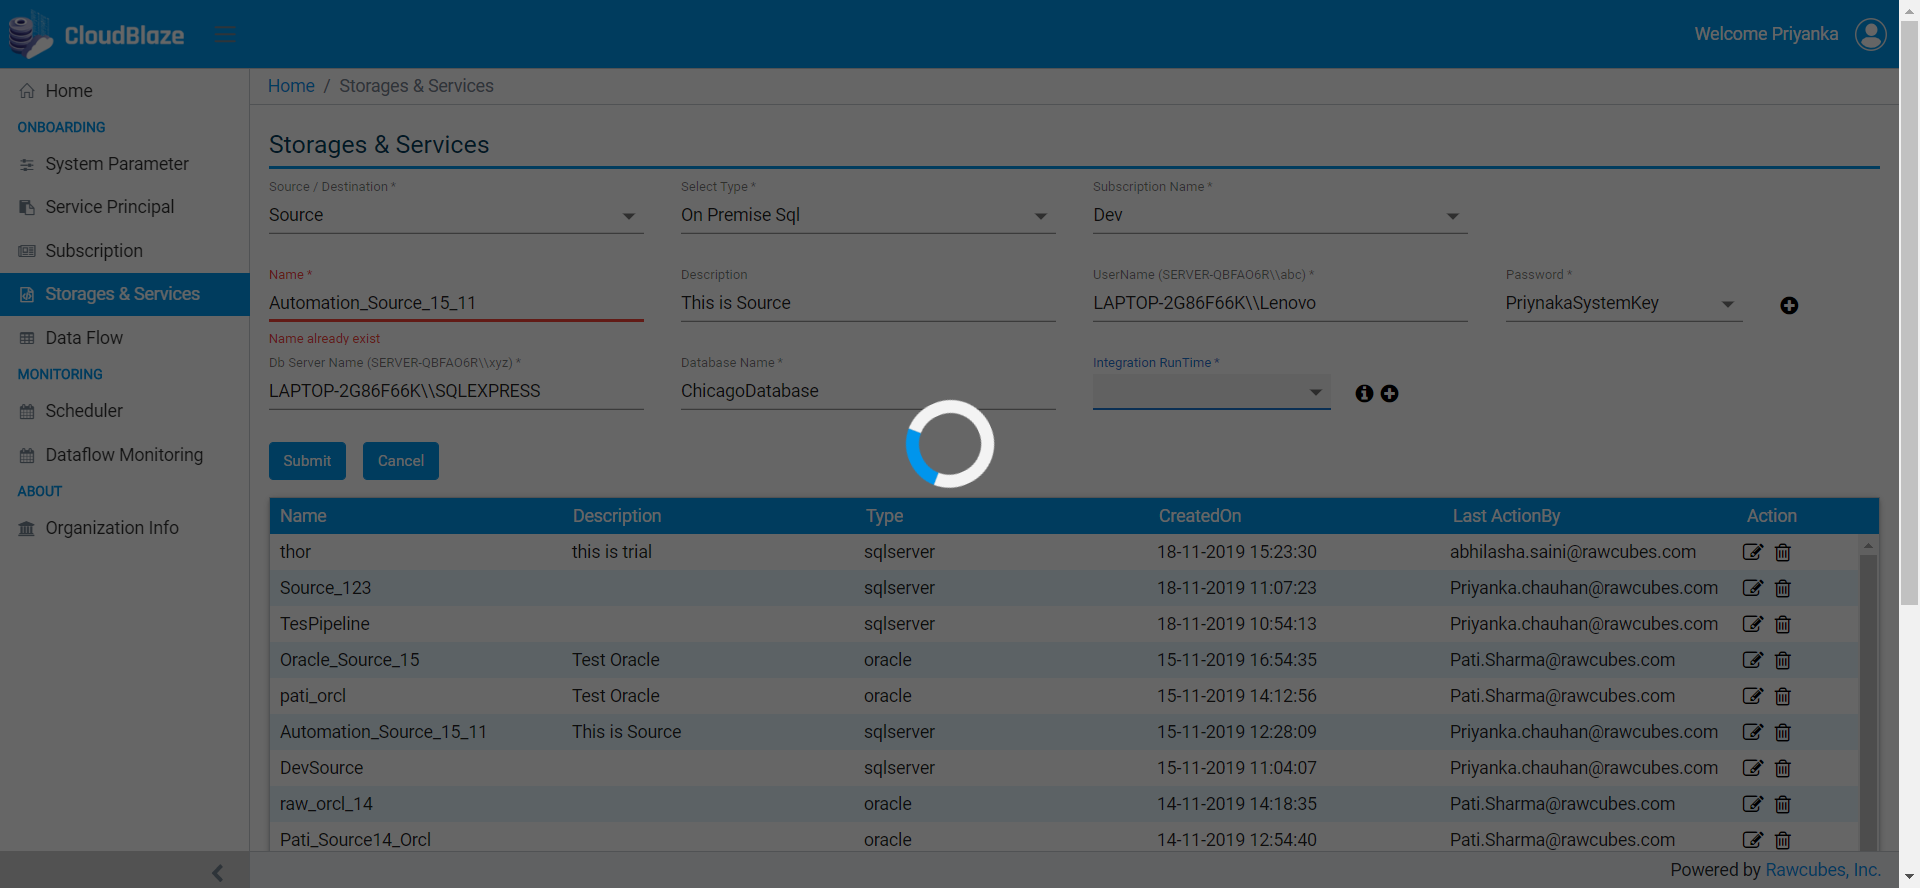 CloudBlaze
Welcome Priyanka
Home
ONBOARDING
System Parameter
Service Principal
Subscription
Storages & Services
Data Flow
MONITORING
Scheduler
Dataflow Monitoring
ABOUT
Organization Info
Home / Storages & Services
Storages & Services
Source / Destination * Select Type * Subscription Name *
Source On Premise Sql Dev
Name * Description UserName (SERVER-QBFAO6R\\abc) * Password *
Automation_Source_15_11 This is Source LAPTOP-2G86F66K\\Lenovo PriynakaSystemKey
Name already exist
Db Server Name (SERVER-QBFAO6R\\xyz) * Database Name * Integration RunTime *
LAPTOP-2G86F66K\\SQLEXPRESS ChicagoDatabase
Submit Cancel
Name Description Type CreatedOn Last ActionBy Action
thor this is trial sqlserver 18-11-2019 15:23:30 abhilasha.saini@rawcubes.com
Source_123 sqlserver 18-11-2019 11:07:23 Priyanka.chauhan@rawcubes.com
TesPipeline sqlserver 18-11-2019 10:54:13 Priyanka.chauhan@rawcubes.com
Oracle_Source_15 Test Oracle oracle 15-11-2019 16:54:35 Pati.Sharma@rawcubes.com
pati_orcl Test Oracle oracle 15-11-2019 14:12:56 Pati.Sharma@rawcubes.com
Automation_Source_15_11 This is Source sqlserver 15-11-2019 12:28:09 Priyanka.chauhan@rawcubes.com
DevSource sqlserver 15-11-2019 11:04:07 Priyanka.chauhan@rawcubes.com
raw_orcl_14 oracle 14-11-2019 14:18:35 Pati.Sharma@rawcubes.com
Pati_Source14_Orcl oracle 14-11-2019 12:54:40 Pati.Sharma@rawcubes.com
Powered by Rawcubes, Inc.